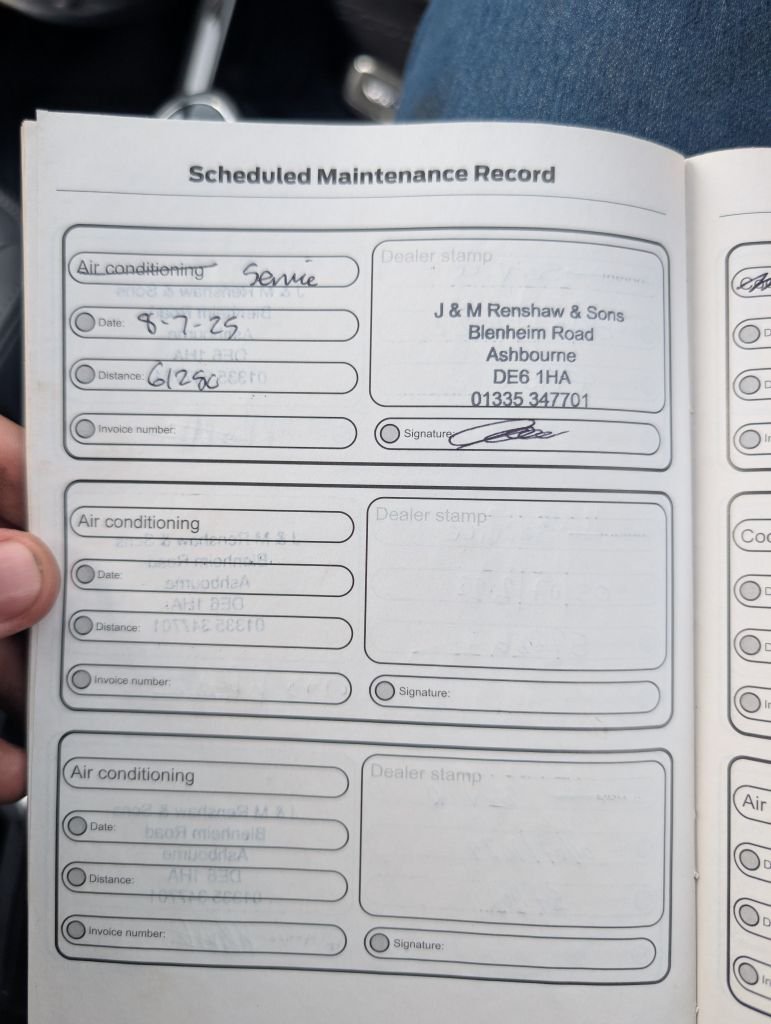 Scheduled Maintenance Record
Air conditioning Service
Date: 8-7-25
Distance: 61280
Invoice number:
Dealer stamp
J & M Renshaw & Sons
Blenheim Road
Ashbourne
DE6 1HA
01335 347701
Signature:
Air conditioning
Date:
Distance:
Invoice number:
Dealer stamp
Signature:
Air conditioning
Date:
Distance:
Invoice number:
Dealer stamp
Signature:
Air